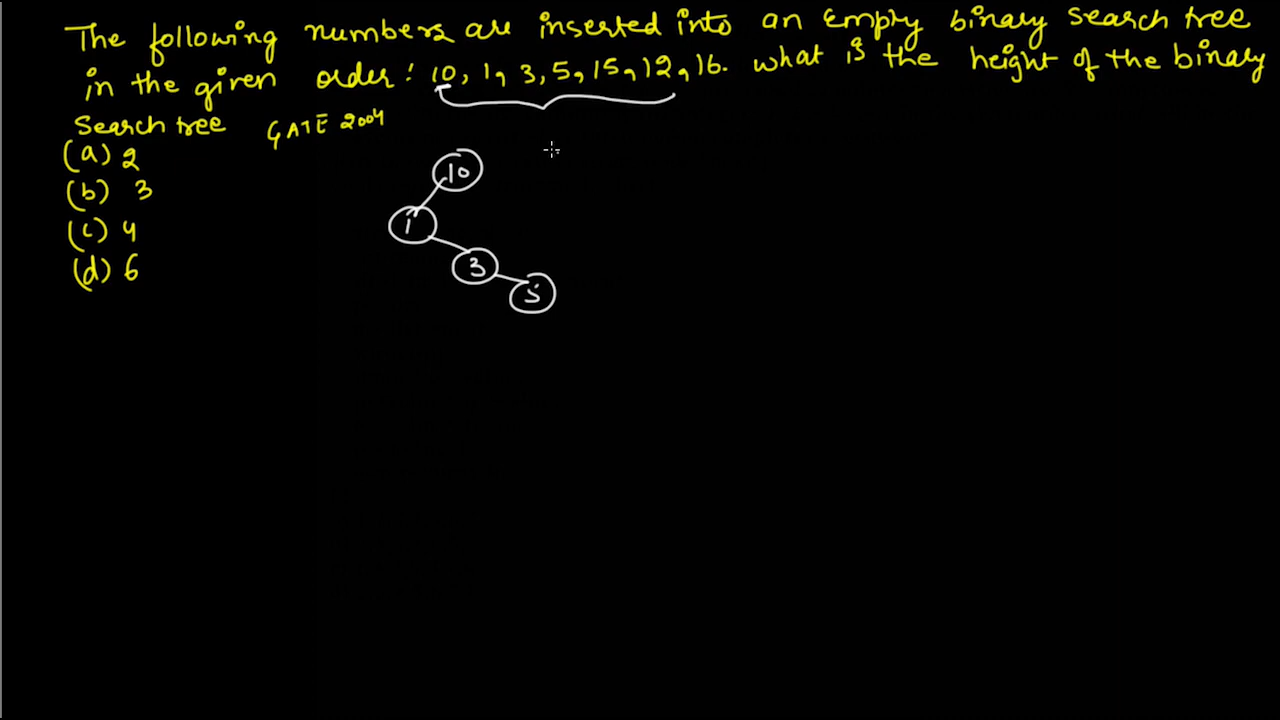 The following numbers are inserted into an empty binary search tree
in the given order: 10, 1, 3, 5, 15, 12, 16. what is the height of the binary
Search tree GATE 2004
(a) 2
(b) 3
(c) 4
(d) 6
10
1
3
5